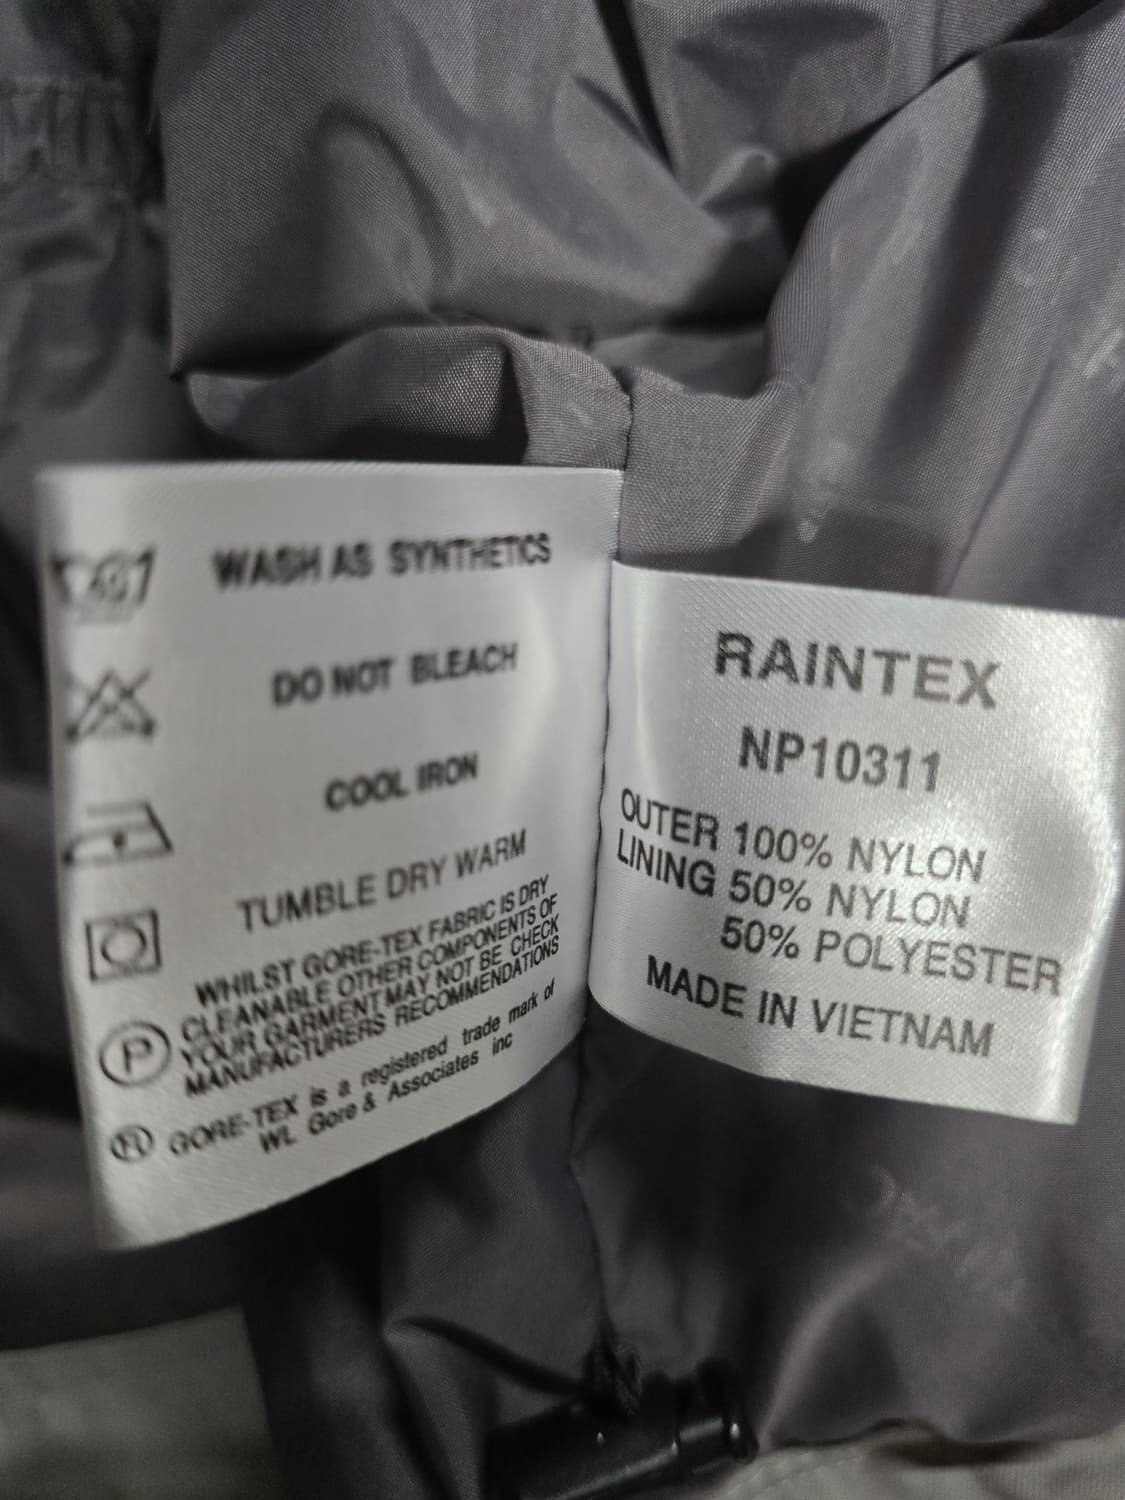 40
WASH AS SYNTHETICS
DO NOT BLEACH
COOL IRON
TUMBLE DRY WARM
P
WHILST GORE-TEX FABRIC IS DRY
CLEANABLE OTHER COMPONENTS OF
YOUR GARMENT MAY NOT BE CHECK
MANUFACTURERS RECOMMENDATIONS
® GORE-TEX is a registered trade mark of
WL Gore & Associates inc
RAINTEX
NP10311
OUTER 100% NYLON
LINING 50% NYLON
50% POLYESTER
MADE IN VIETNAM